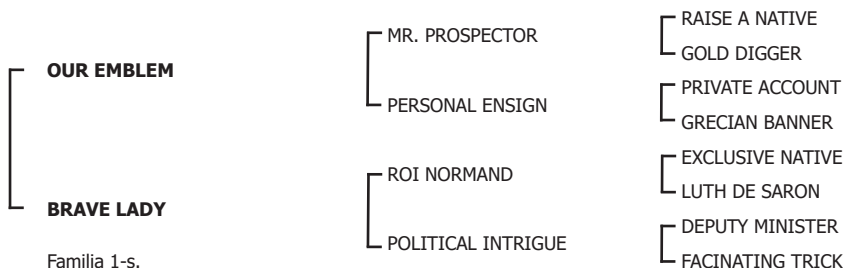 RAISE A NATIVE
MR. PROSPECTOR
GOLD DIGGER
OUR EMBLEM
PRIVATE ACCOUNT
PERSONAL ENSIGN
GRECIAN BANNER
EXCLUSIVE NATIVE
ROI NORMAND
LUTH DE SARON
BRAVE LADY
DEPUTY MINISTER
POLITICAL INTRIGUE
Familia 1-s.
FACINATING TRICK